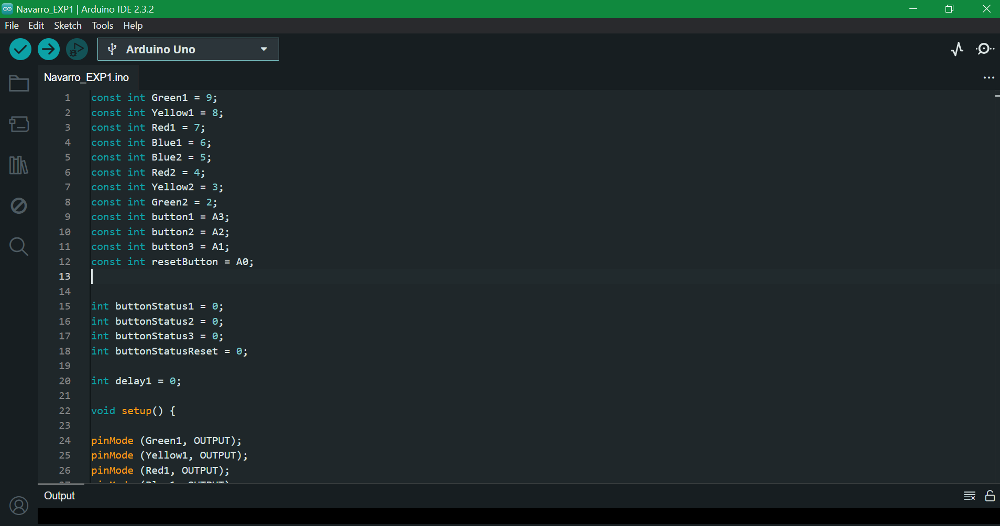 Navarro_EXP1 | Arduino IDE 2.3.2
File Edit Sketch Tools Help
Arduino Uno
Navarro_EXP1.ino
1 const int Green1 = 9;
2 const int Yellow1 = 8;
3 const int Red1 = 7;
4 const int Blue1 = 6;
5 const int Blue2 = 5;
6 const int Red2 = 4;
7 const int Yellow2 = 3;
8 const int Green2 = 2;
9 const int button1 = A3;
10 const int button2 = A2;
11 const int button3 = A1;
12 const int resetButton = A0;
13
14
15 int buttonStatus1 = 0;
16 int buttonStatus2 = 0;
17 int buttonStatus3 = 0;
18 int buttonStatusReset = 0;
19
20 int delay1 = 0;
21
22 void setup() {
23
24 pinMode (Green1, OUTPUT);
25 pinMode (Yellow1, OUTPUT);
26 pinMode (Red1, OUTPUT);
Output